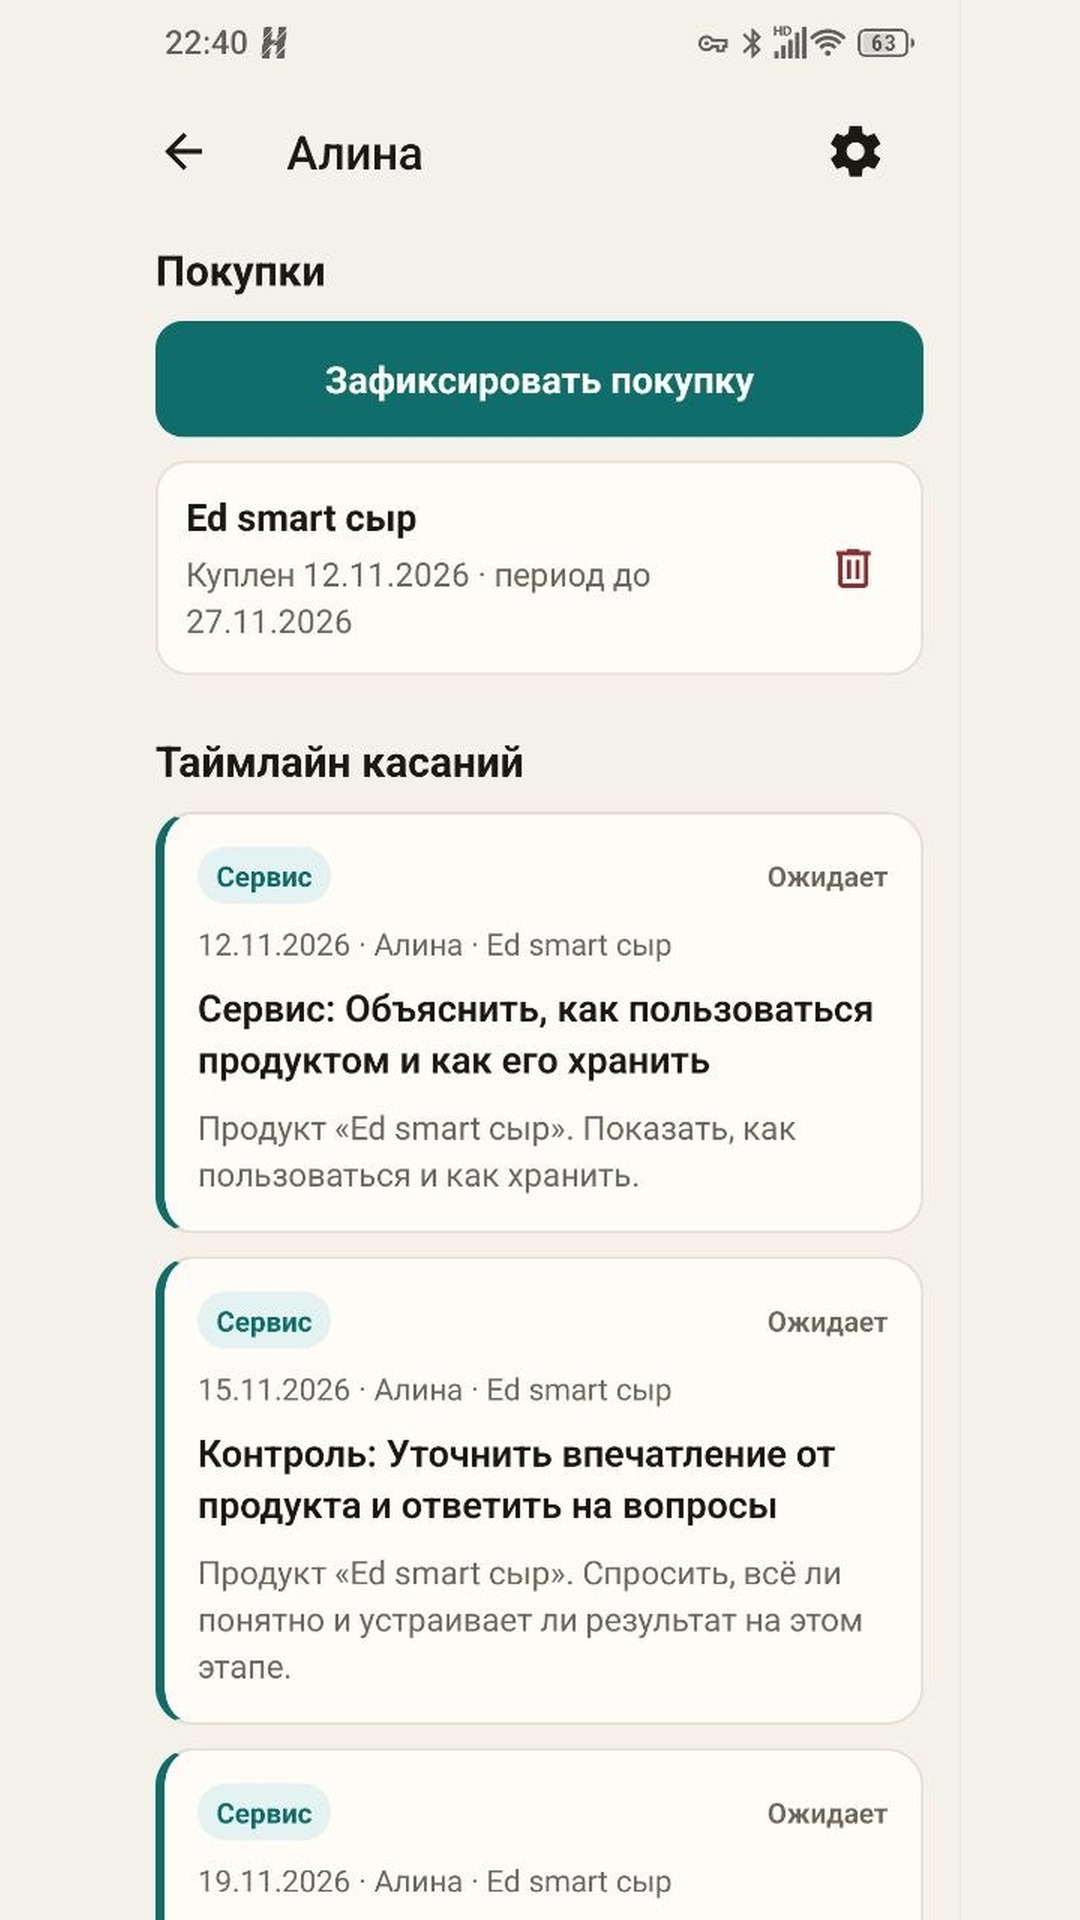 22:40
HD
63
Алина
Покупки
Зафиксировать покупку
Ed smart сыр
Куплен 12.11.2026 · период до
27.11.2026
Таймлайн касаний
Сервис
Ожидает
12.11.2026 · Алина · Ed smart сыр
Сервис: Объяснить, как пользоваться
продуктом и как его хранить
Продукт «Ed smart сыр». Показать, как
пользоваться и как хранить.
Сервис
Ожидает
15.11.2026 · Алина · Ed smart сыр
Контроль: Уточнить впечатление от
продукта и ответить на вопросы
Продукт «Ed smart сыр». Спросить, всё ли
понятно и устраивает ли результат на этом
этапе.
Сервис
Ожидает
19.11.2026 · Алина · Ed smart сыр